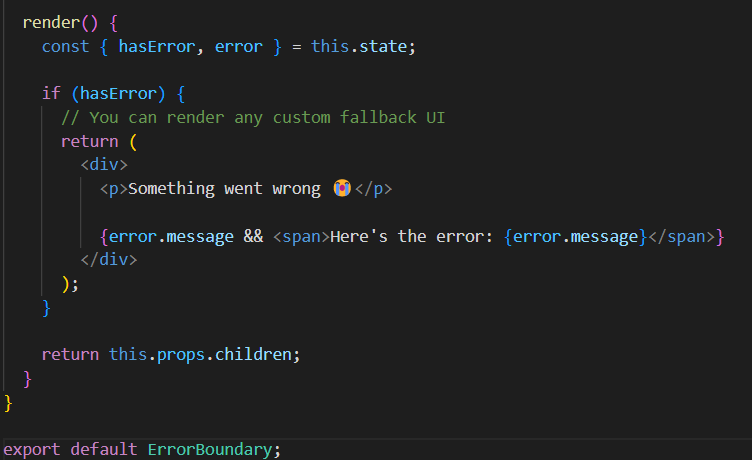 render() {
const { hasError, error } = this.state;
if (hasError) {
// You can render any custom fallback UI
return (
<div>
<p>Something went wrong 😭</p>
{error.message && <span>Here's the error: {error.message}</span>}
</div>
);
}
return this.props.children;
}
}
export default ErrorBoundary;